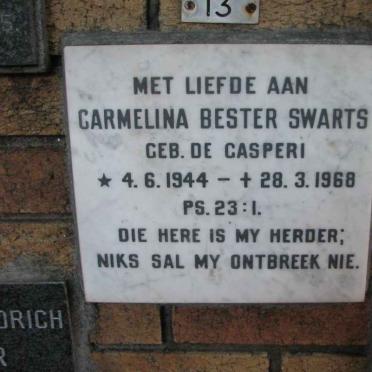 13
MET LIEFDE AAN
CARMELINA BESTER SWARTS
GEB. DE CASPERI
★ 4.6.1944 – ✝ 28.3.1968
PS. 23:1.
DIE HERE IS MY HERDER;
NIKS SAL MY ONTBREEK NIE.
DRICH
R